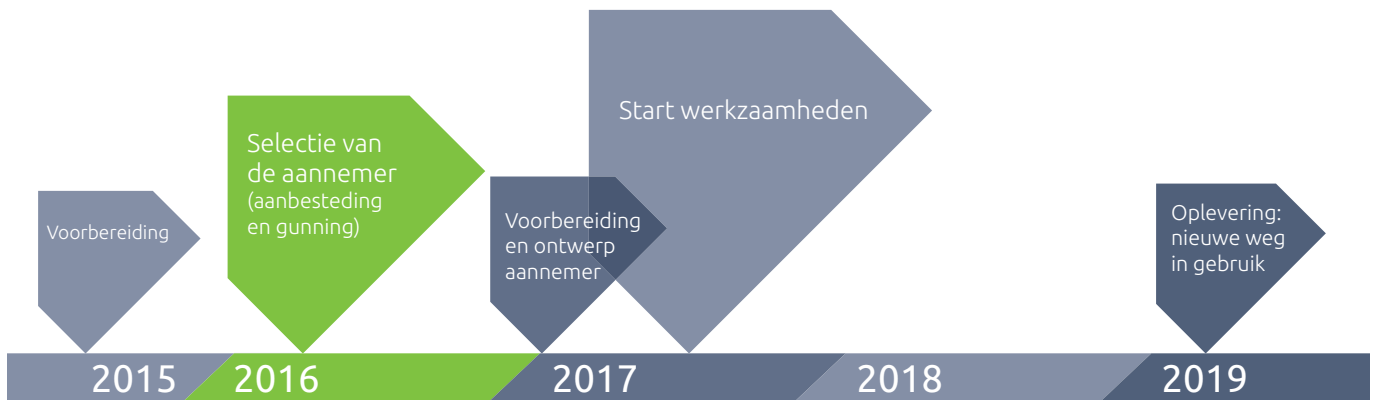 Voorbereiding
Selectie van
de aannemer
(aanbesteding
en gunning)
Voorbereiding
en ontwerp
aannemer
Start werkzaamheden
Oplevering:
nieuwe weg
in gebruik
2015
2016
2017
2018
2019